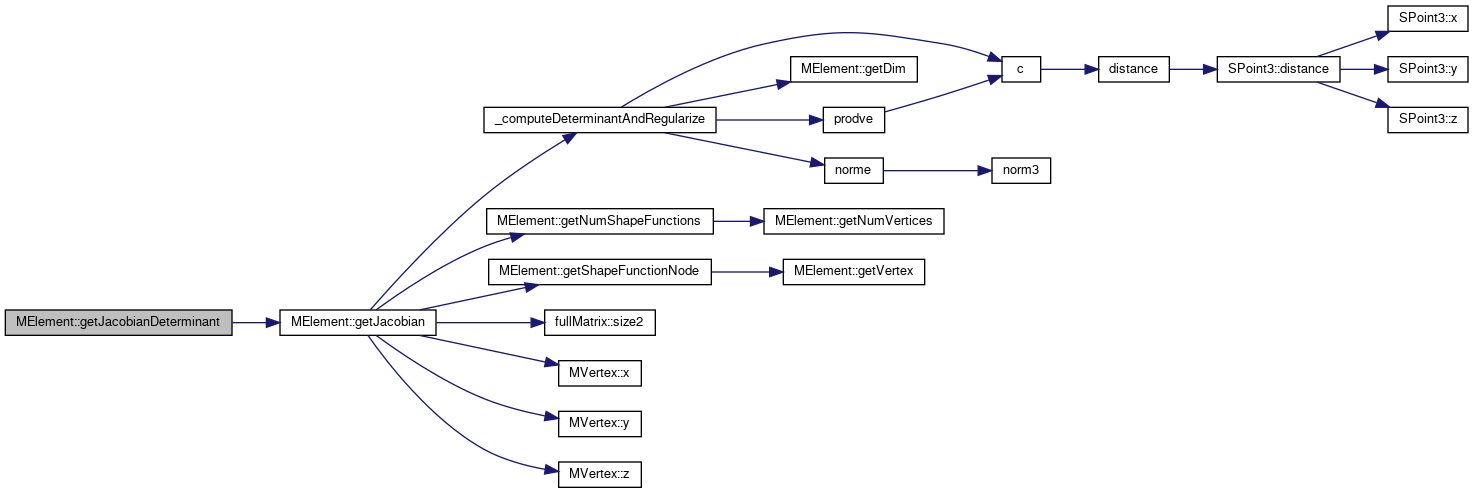 SPoint3::x
MElement::getDim
c
distance
SPoint3::distance
SPoint3::y
_computeDeterminantAndRegularize
prodve
SPoint3::z
norme
norm3
MElement::getNumShapeFunctions
MElement::getNumVertices
MElement::getShapeFunctionNode
MElement::getVertex
MElement::getJacobianDeterminant
MElement::getJacobian
fullMatrix::size2
MVertex::x
MVertex::y
MVertex::z